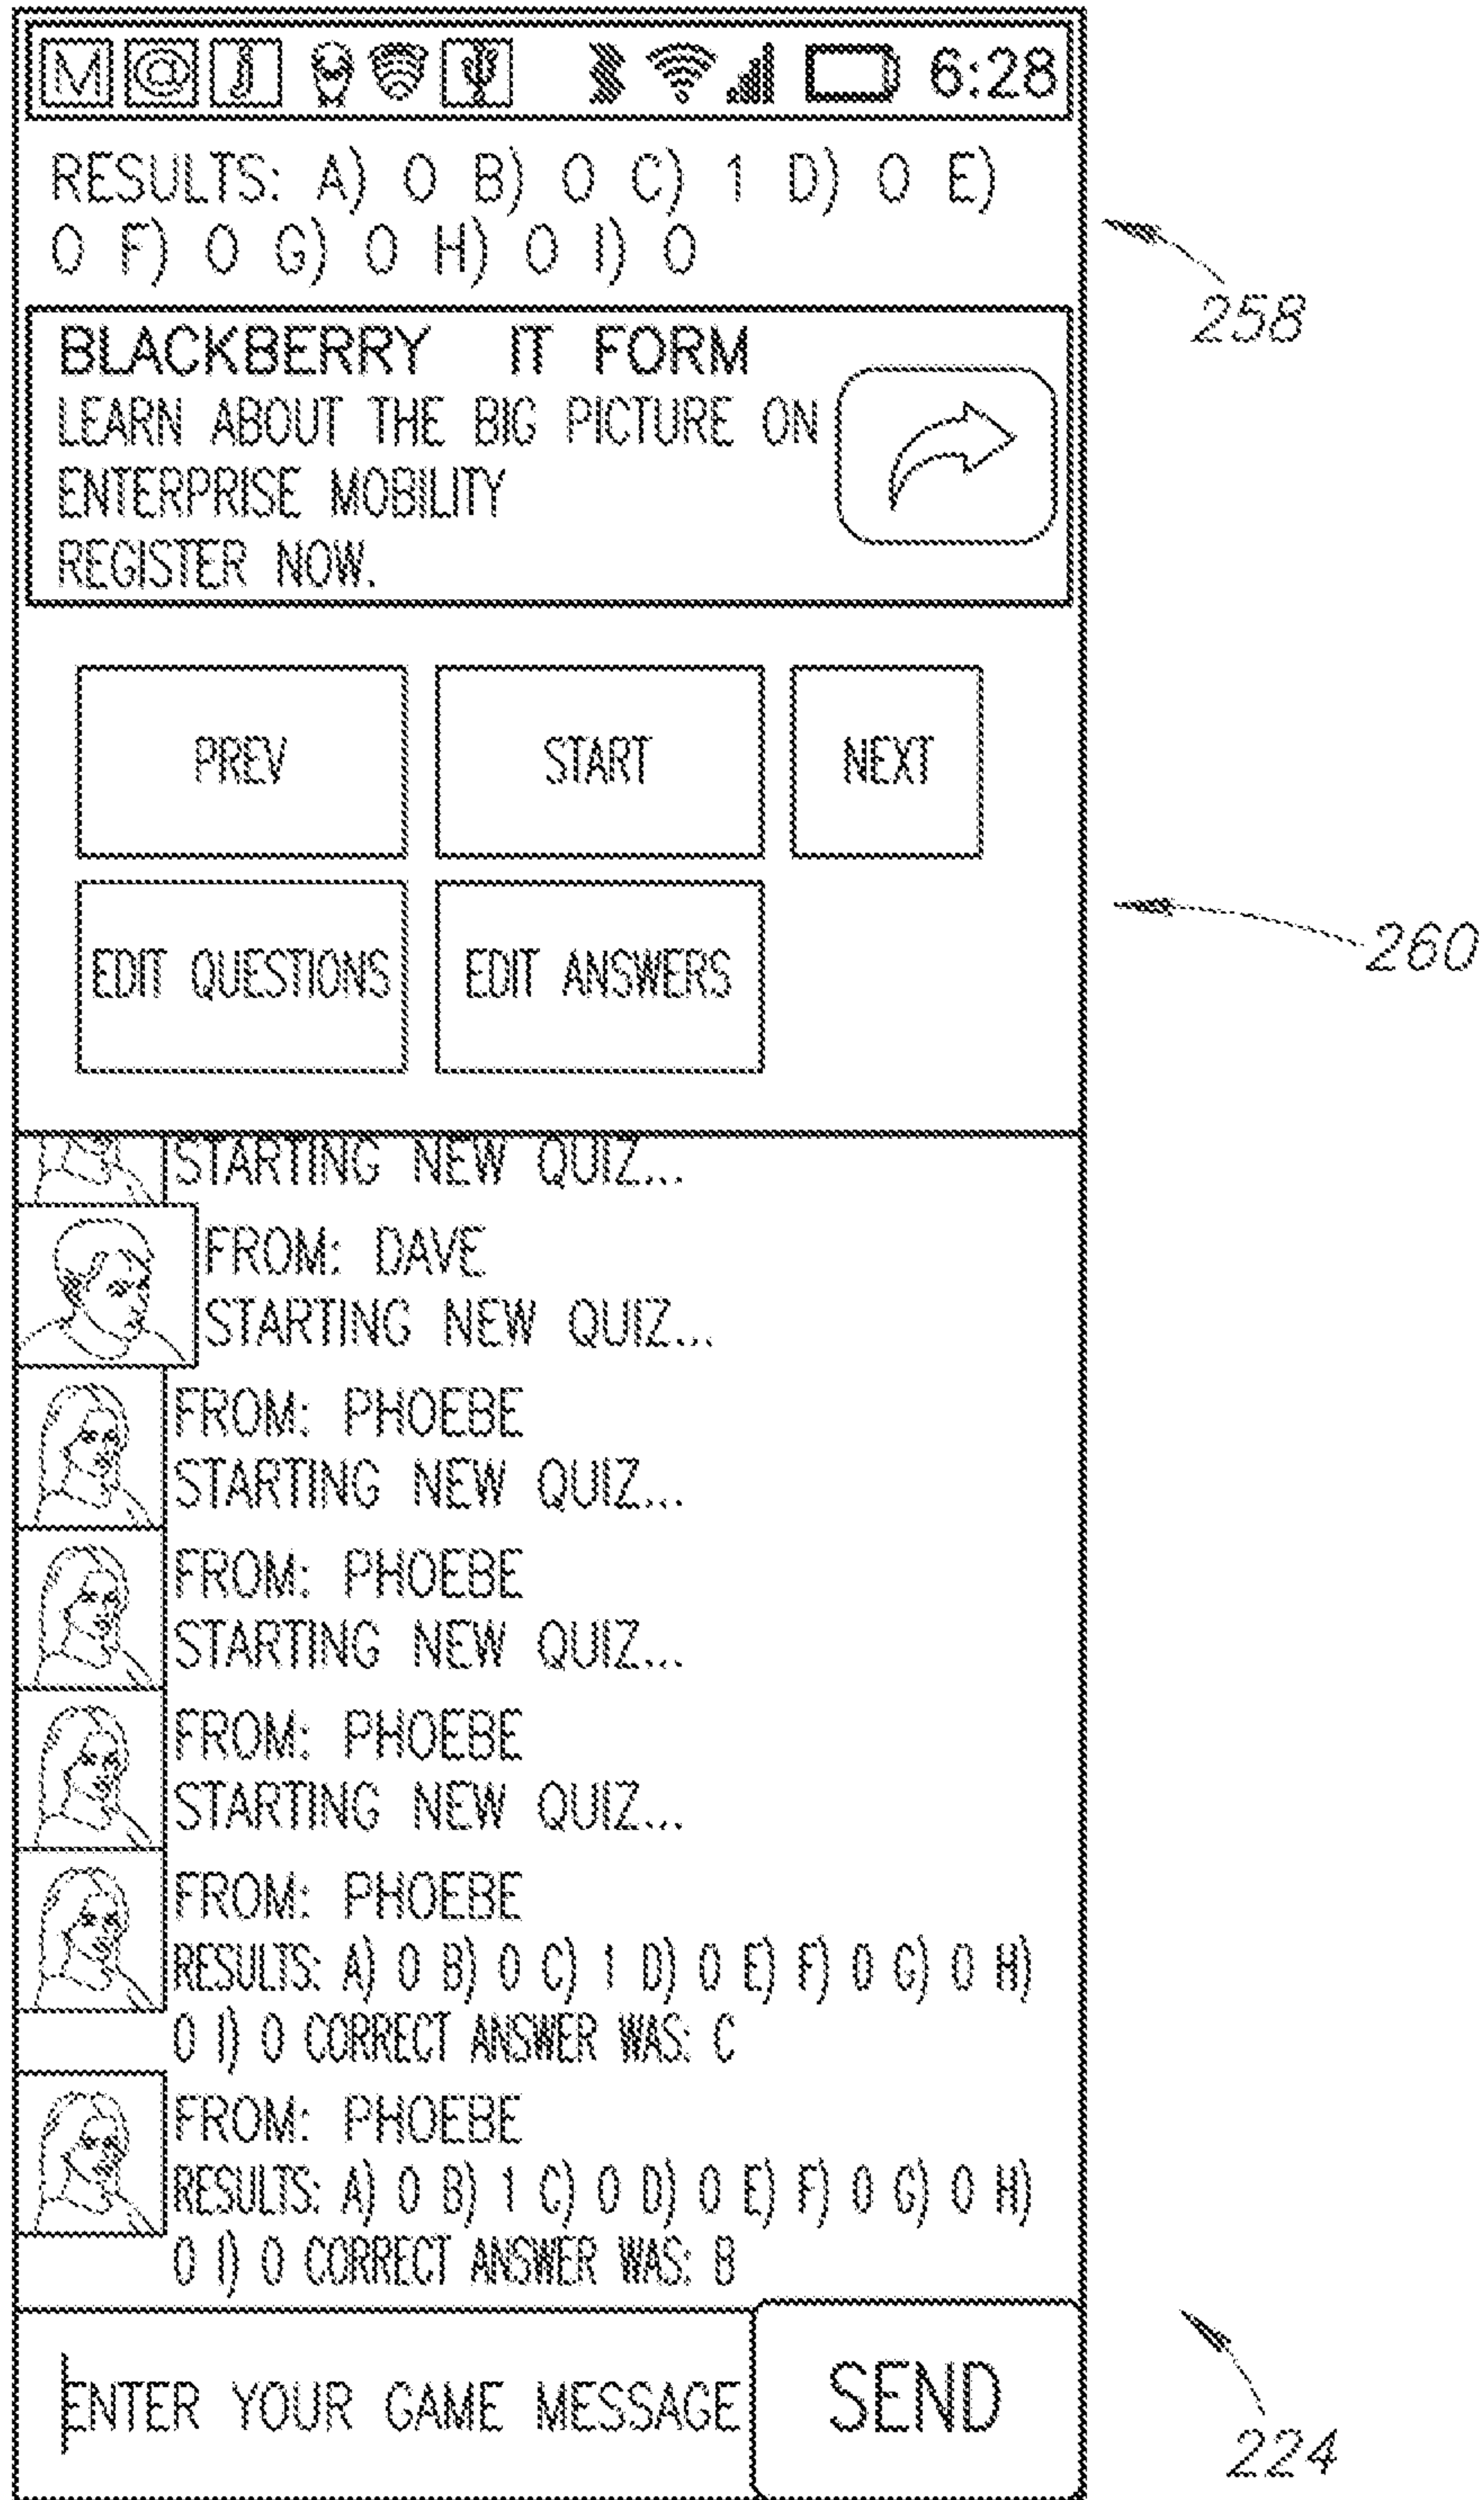 M @ J 6:28
RESULTS: A) 0 B) 0 C) 1 D) 0 E)
0 F) 0 G) 0 H) 0 I) 0
258
BLACKBERRY IT FORM
LEARN ABOUT THE BIG PICTURE ON
ENTERPRISE MOBILITY
REGISTER NOW.
PREV START NEXT
260
EDIT QUESTIONS EDIT ANSWERS
STARTING NEW QUIZ...
FROM: DAVE
STARTING NEW QUIZ...
FROM: PHOEBE
STARTING NEW QUIZ...
FROM: PHOEBE
STARTING NEW QUIZ...
FROM: PHOEBE
STARTING NEW QUIZ...
FROM: PHOEBE
RESULTS: A) 0 B) 0 C) 1 D) 0 E) F) 0 G) 0 H)
0 I) 0 CORRECT ANSWER WAS: C
FROM: PHOEBE
RESULTS: A) 0 B) 1 C) 0 D) 0 E) F) 0 G) 0 H)
0 I) 0 CORRECT ANSWER WAS: B
ENTER YOUR GAME MESSAGE SEND
224